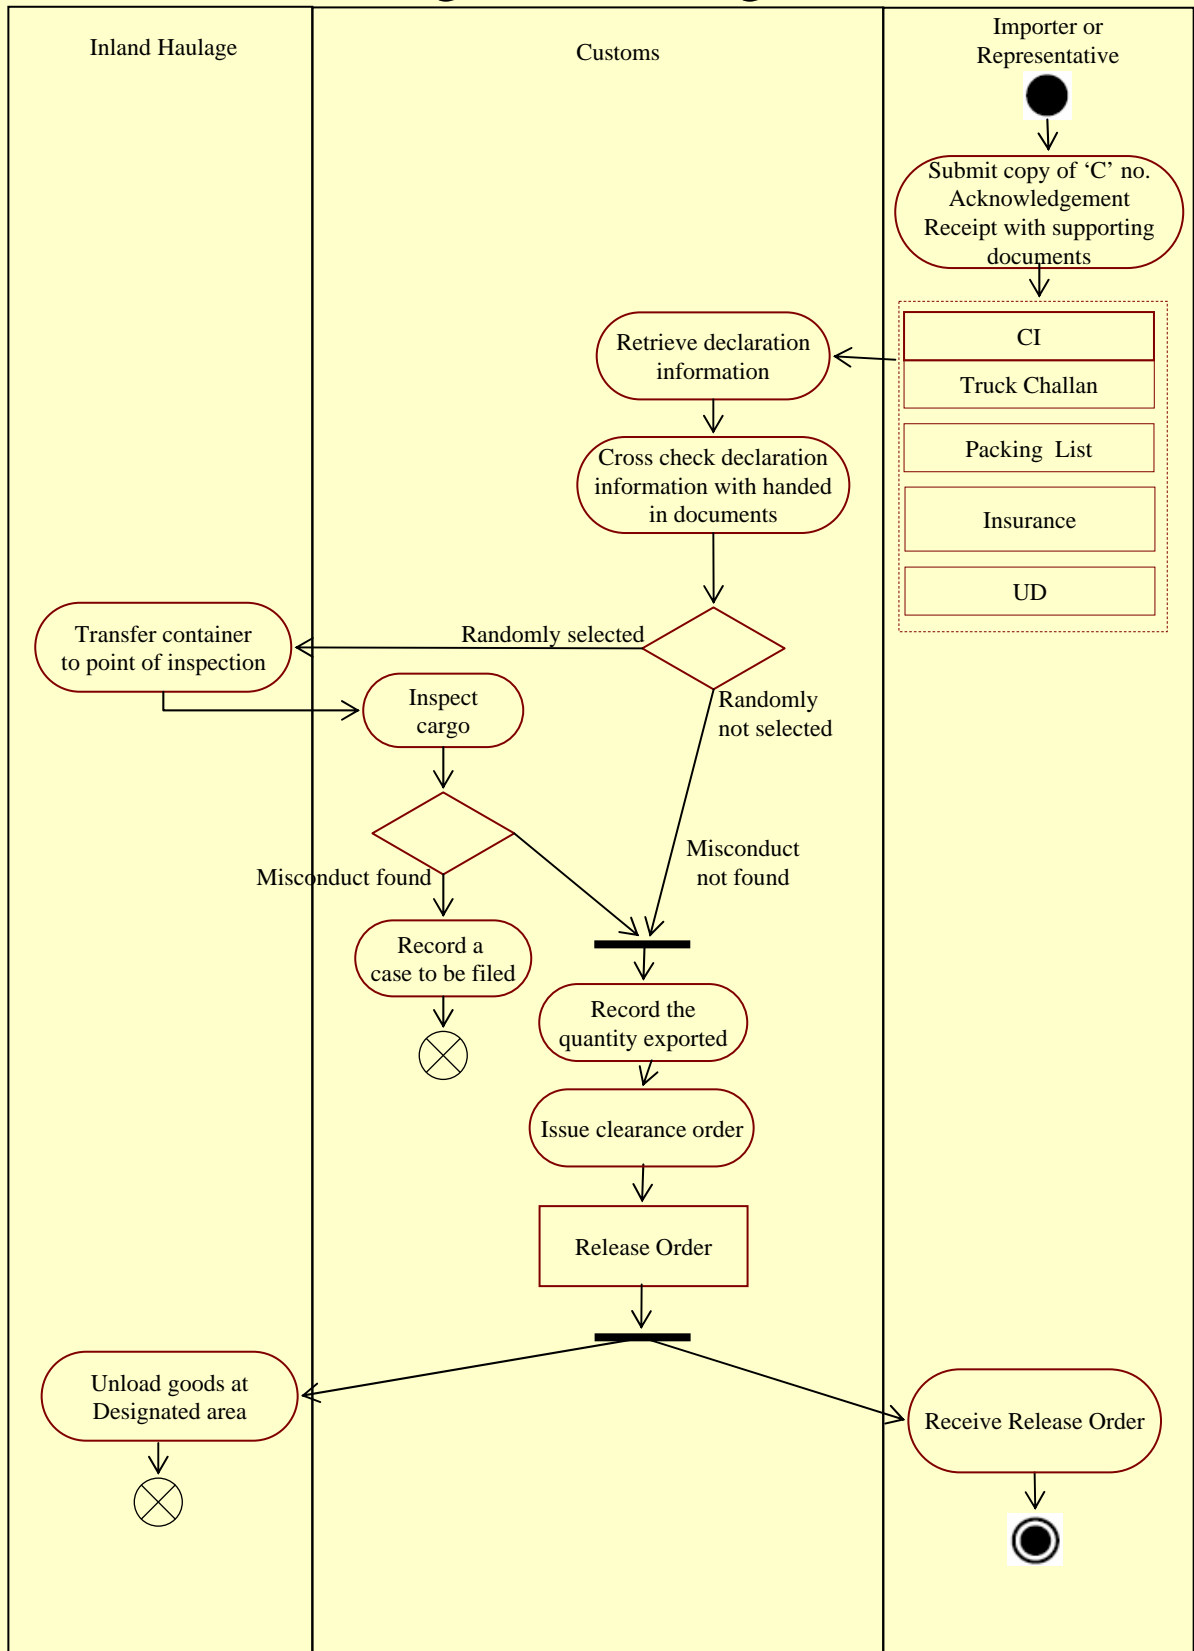 Inland Haulage
Customs
Importer or
Representative
Submit copy of ‘C’ no.
Acknowledgement
Receipt with supporting
documents
CI
Truck Challan
Packing List
Insurance
UD
Retrieve declaration
information
Cross check declaration
information with handed
in documents
Randomly selected
Transfer container
to point of inspection
Randomly
not selected
Inspect
cargo
Misconduct
not found
Misconduct found
Record a
case to be filed
Record the
quantity exported
Issue clearance order
Release Order
Unload goods at
Designated area
Receive Release Order